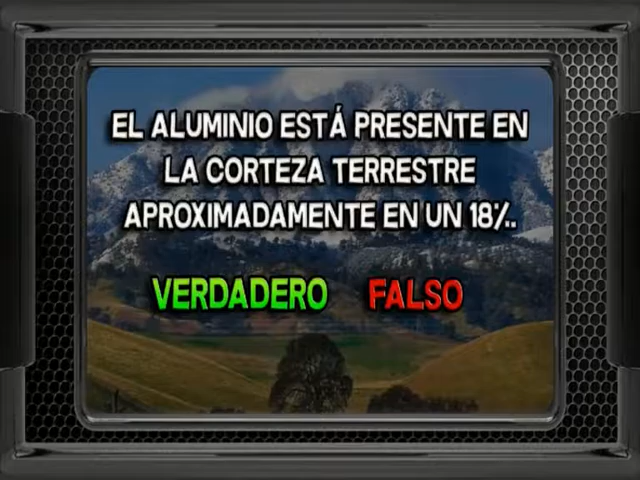 EL ALUMINIO ESTÁ PRESENTE EN
LA CORTEZA TERRESTRE
APROXIMADAMENTE EN UN 18%.
VERDADERO FALSO